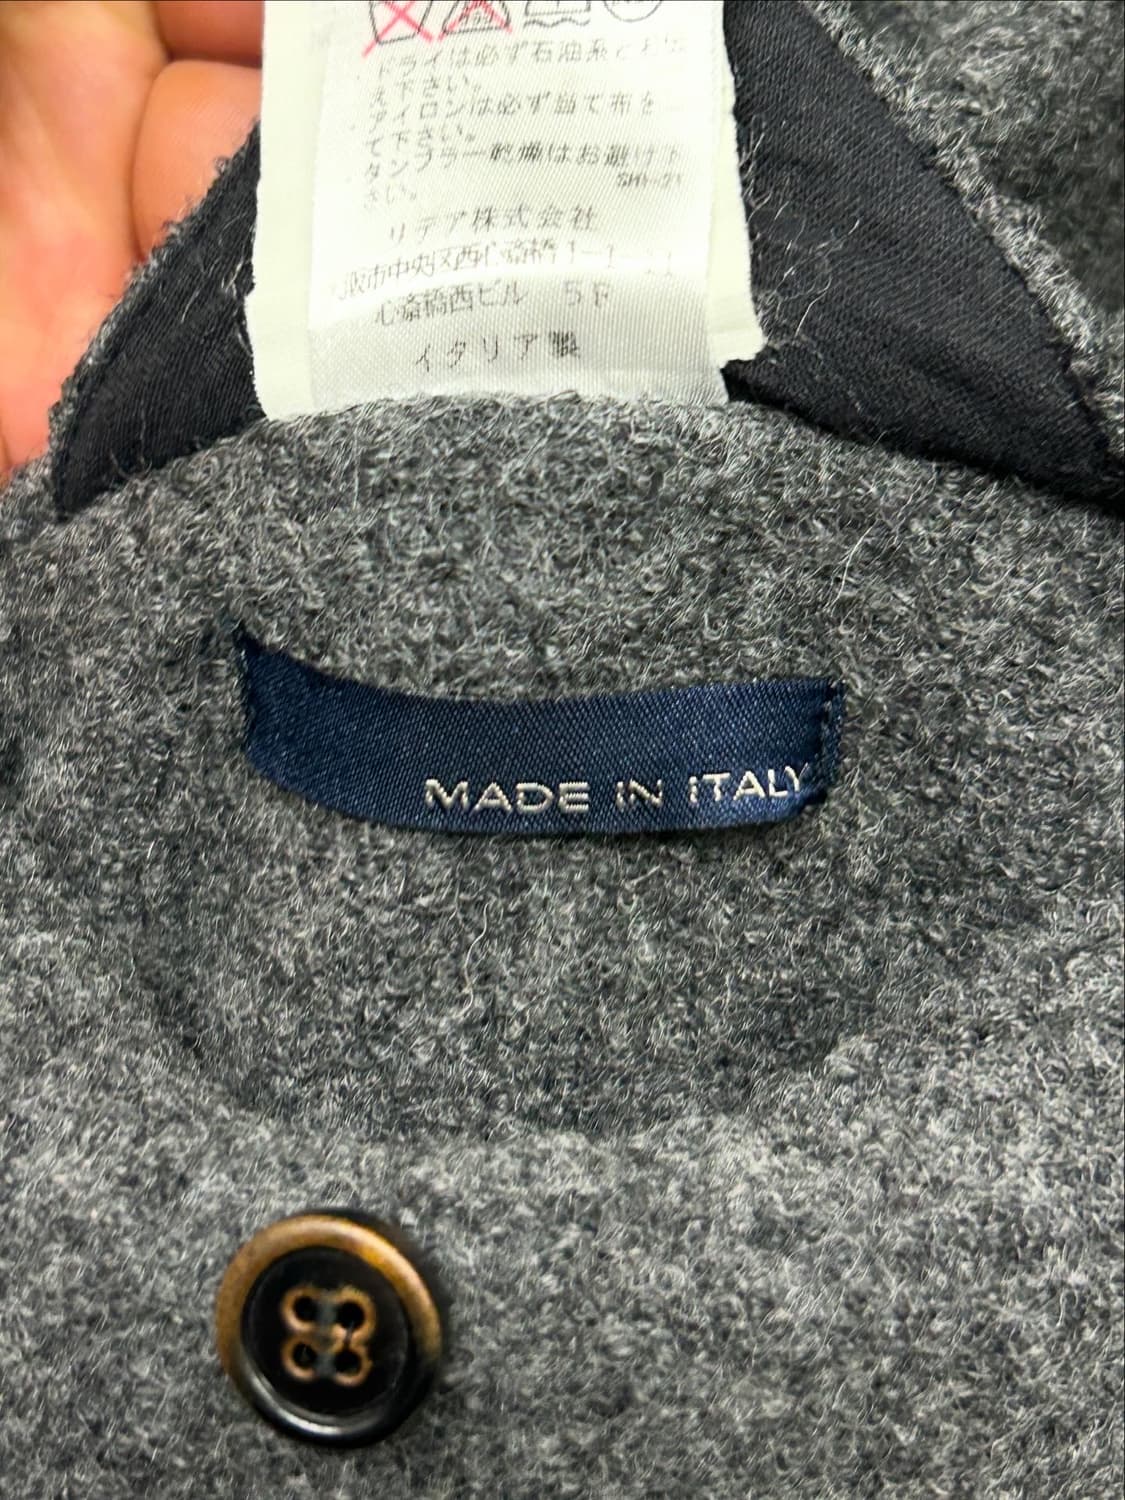 ・ドライは必ず石油系
え下さい。
・アイロンは必ず当て布を
て下さい。
・タンブラー乾燥はお避け下
さい。
SHI-21
リデア株式会社
阪市中央区西心斎橋1-1-
心斎橋西ビル 5F
イタリア製
MADE IN ITALY